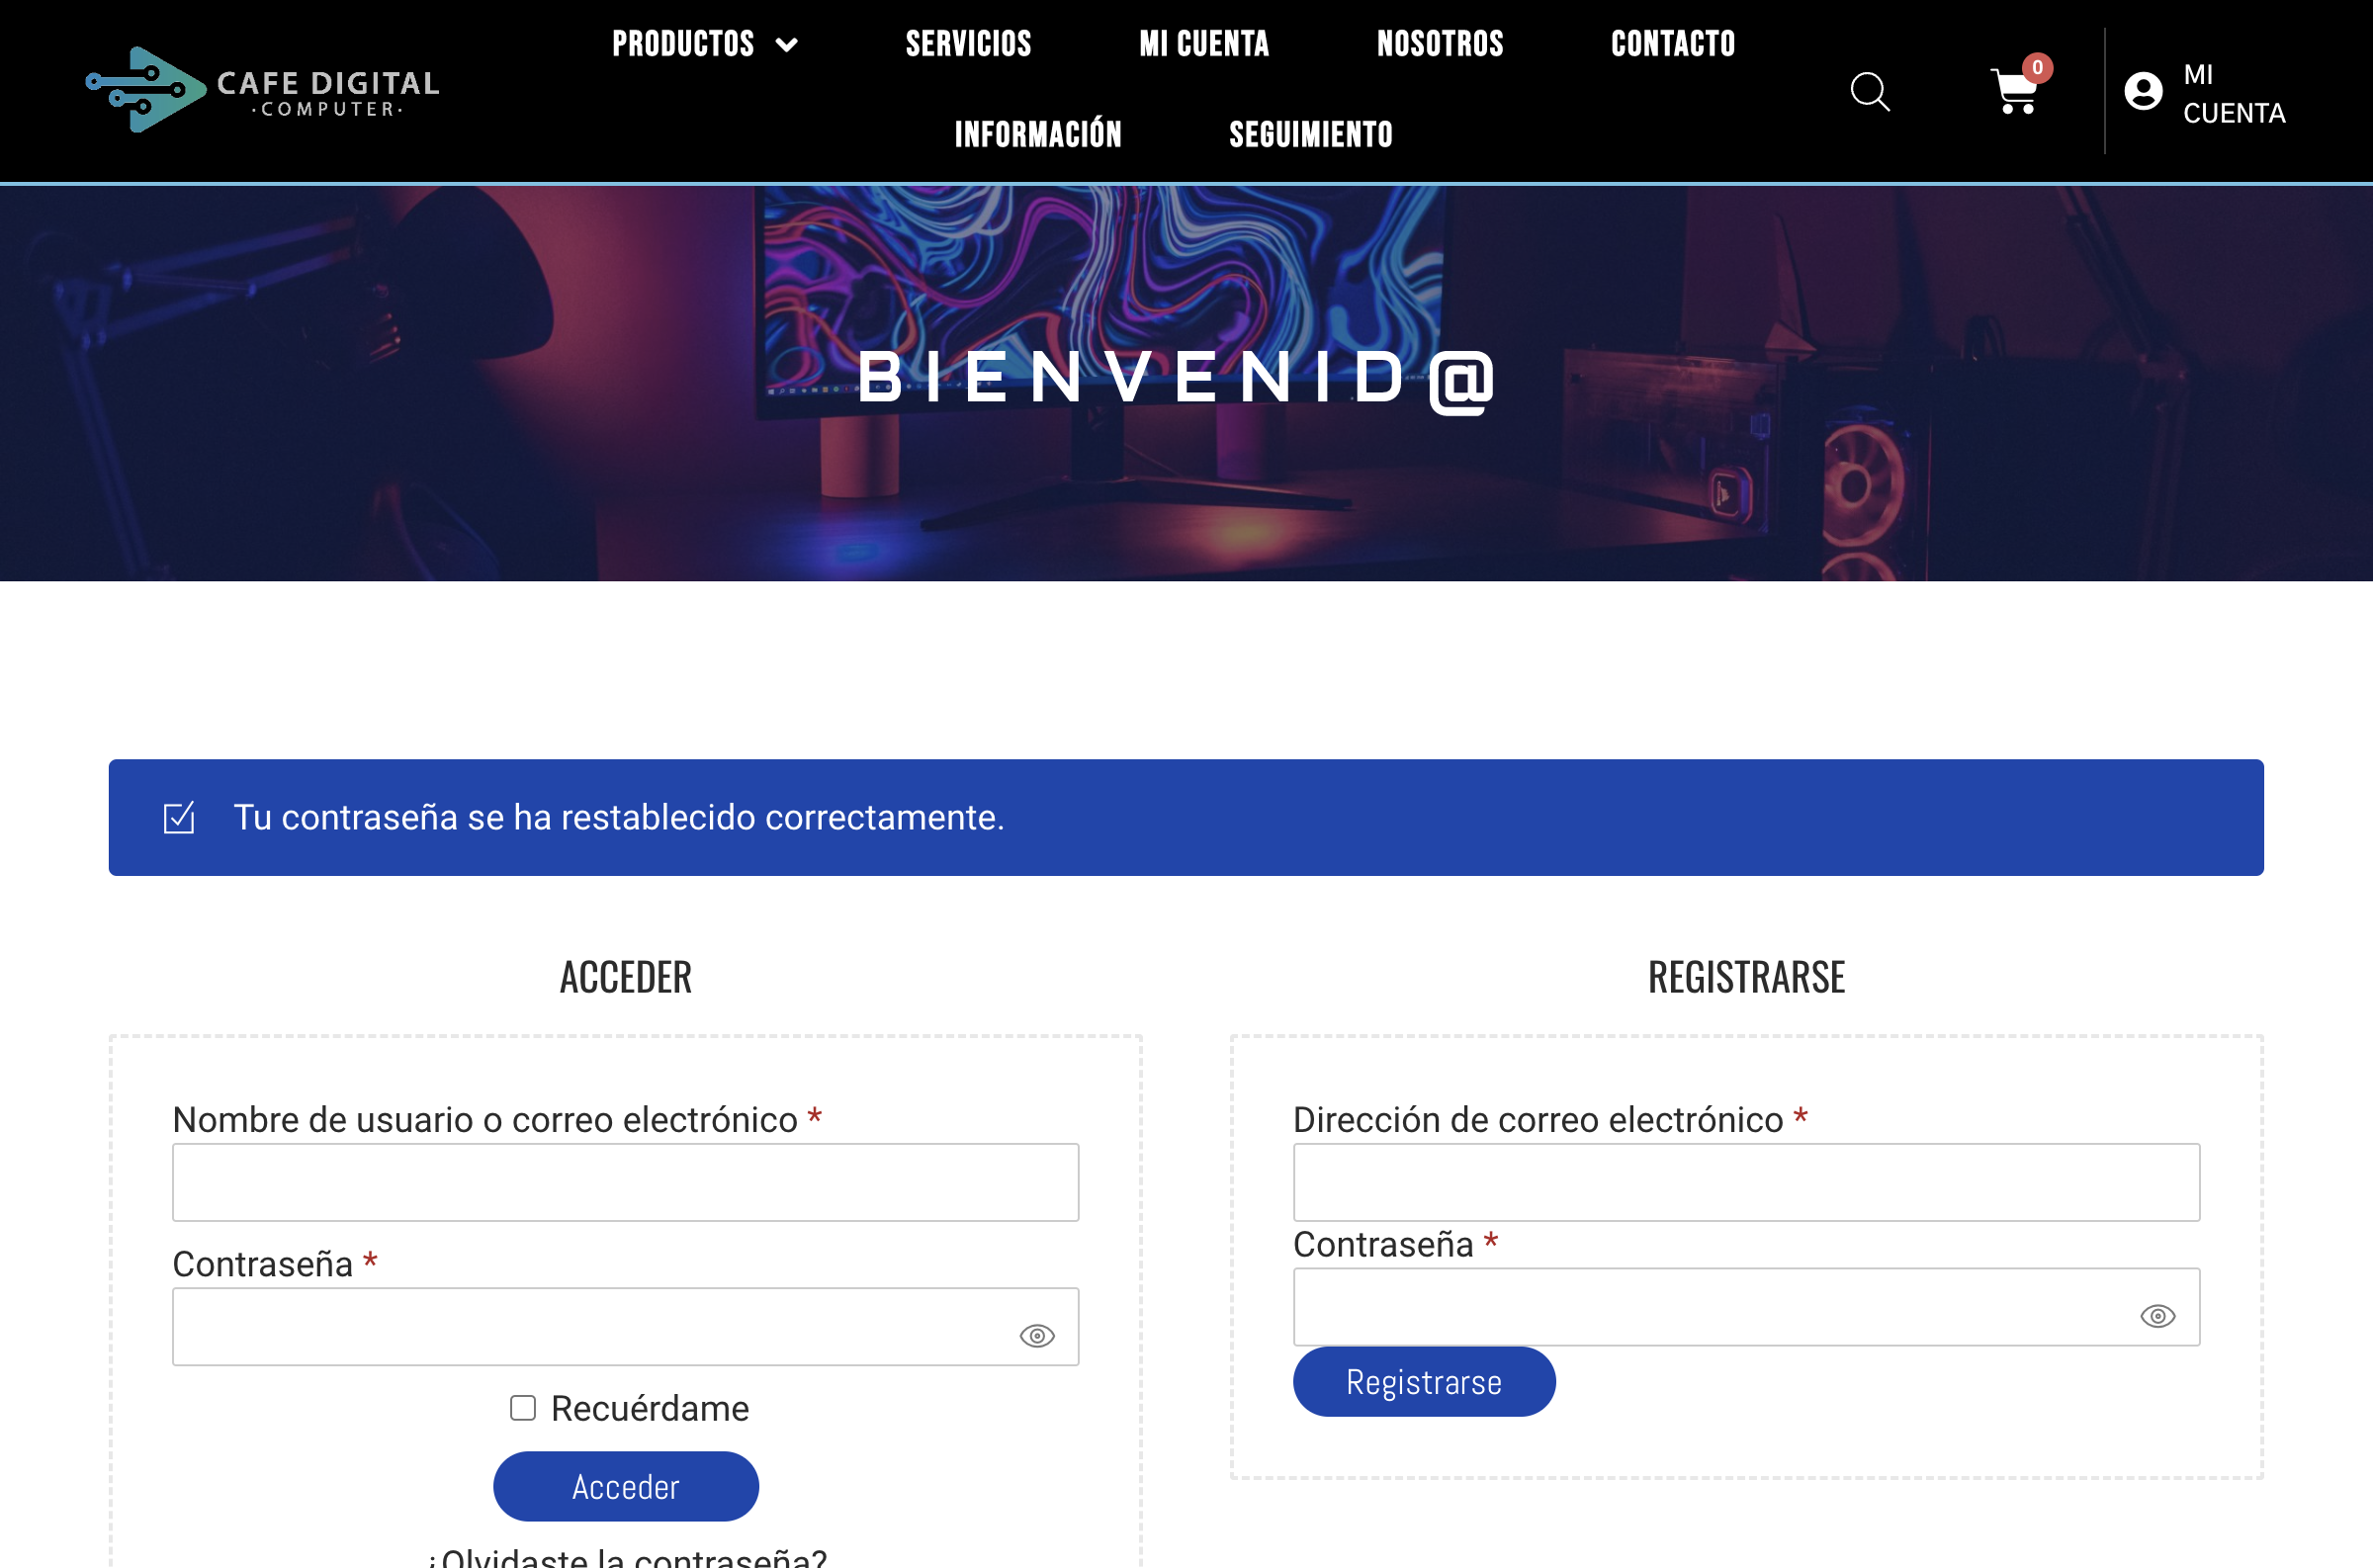 CAFE DIGITAL
·COMPUTER·
PRODUCTOS
SERVICIOS
MI CUENTA
NOSOTROS
CONTACTO
INFORMACIÓN
SEGUIMIENTO
0
MI
CUENTA
BIENVENID@
Tu contraseña se ha restablecido correctamente.
ACCEDER
Nombre de usuario o correo electrónico *
Contraseña *
Recuérdame
Acceder
¿Olvidaste la contraseña?
REGISTRARSE
Dirección de correo electrónico *
Contraseña *
Registrarse